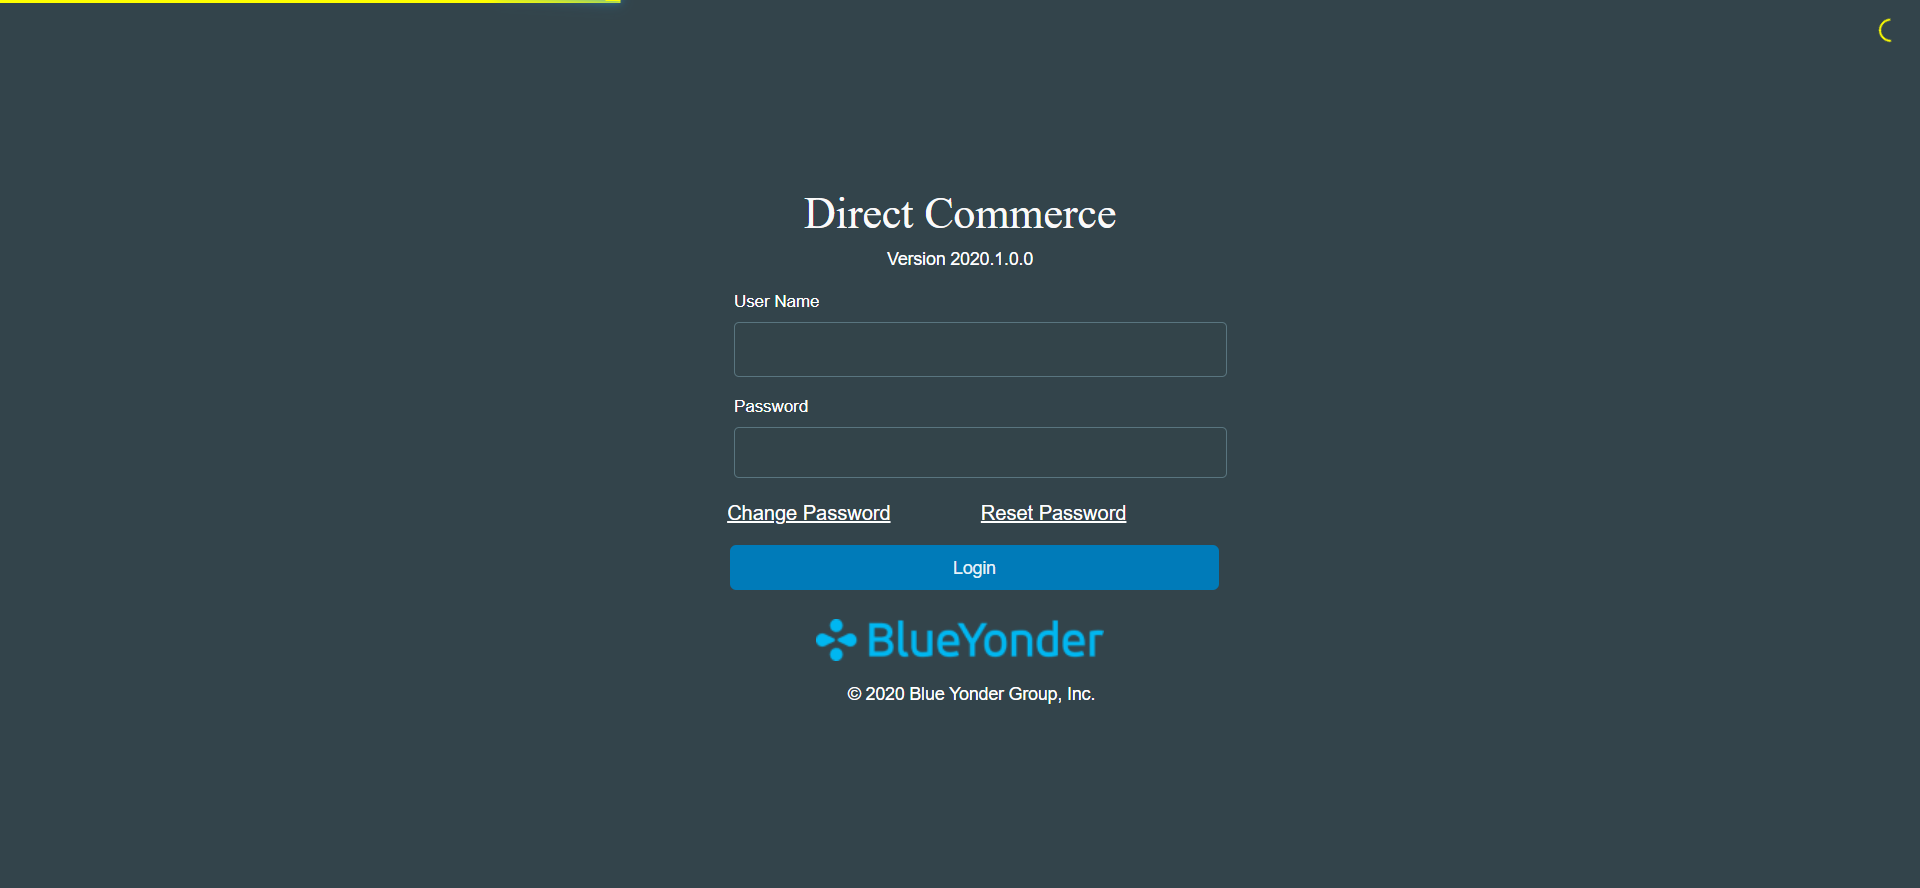 Direct Commerce
Version 2020.1.0.0
User Name
Password
Change Password Reset Password
Login
BlueYonder
© 2020 Blue Yonder Group, Inc.